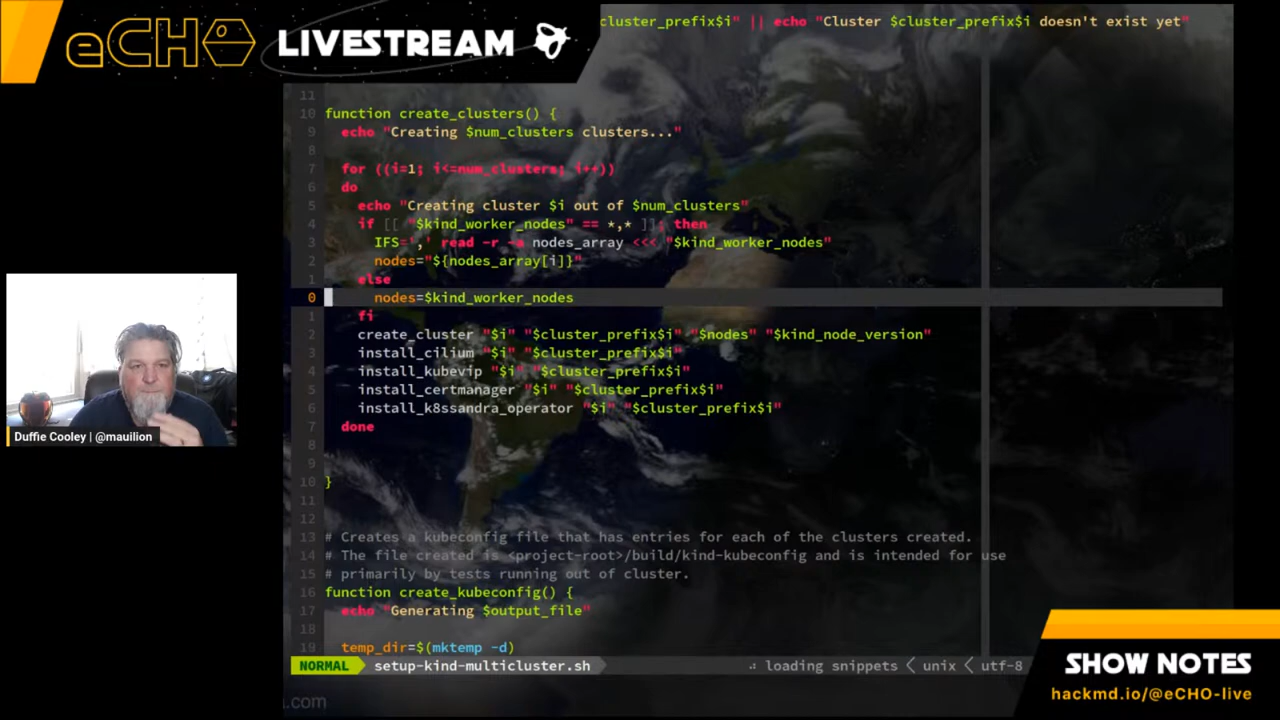 eCHO LIVESTREAM
cluster_prefix$i" || echo "Cluster $cluster_prefix$i doesn't exist yet"
11
10 function create_clusters() {
9 echo "Creating $num_clusters clusters..."
8
7 for ((i=1; i<=num_clusters; i++))
6 do
5 echo "Creating cluster $i out of $num_clusters"
4 if [[ "$kind_worker_nodes" == *,* ]]; then
3 IFS=',' read -r -a nodes_array <<< "$kind_worker_nodes"
2 nodes="${nodes_array[i]}"
1 else
0 nodes=$kind_worker_nodes
1 fi
2 create_cluster "$i" "$cluster_prefix$i" "$nodes" "$kind_node_version"
3 install_cilium "$i" "$cluster_prefix$i"
4 install_kubevip "$i" "$cluster_prefix$i"
5 install_certmanager "$i" "$cluster_prefix$i"
6 install_k8ssandra_operator "$i" "$cluster_prefix$i"
7 done
8
9
10 }
11
12
13 # Creates a kubeconfig file that has entries for each of the clusters created.
14 # The file created is <project-root>/build/kind-kubeconfig and is intended for use
15 # primarily by tests running out of cluster.
16 function create_kubeconfig() {
17 echo "Generating $output_file"
18
19 temp_dir=$(mktemp -d)
NORMAL setup-kind-multicluster.sh loading snippets < unix < utf-8
.com
Duffie Cooley | @mauilion
SHOW NOTES
hackmd.io/@eCHO-live